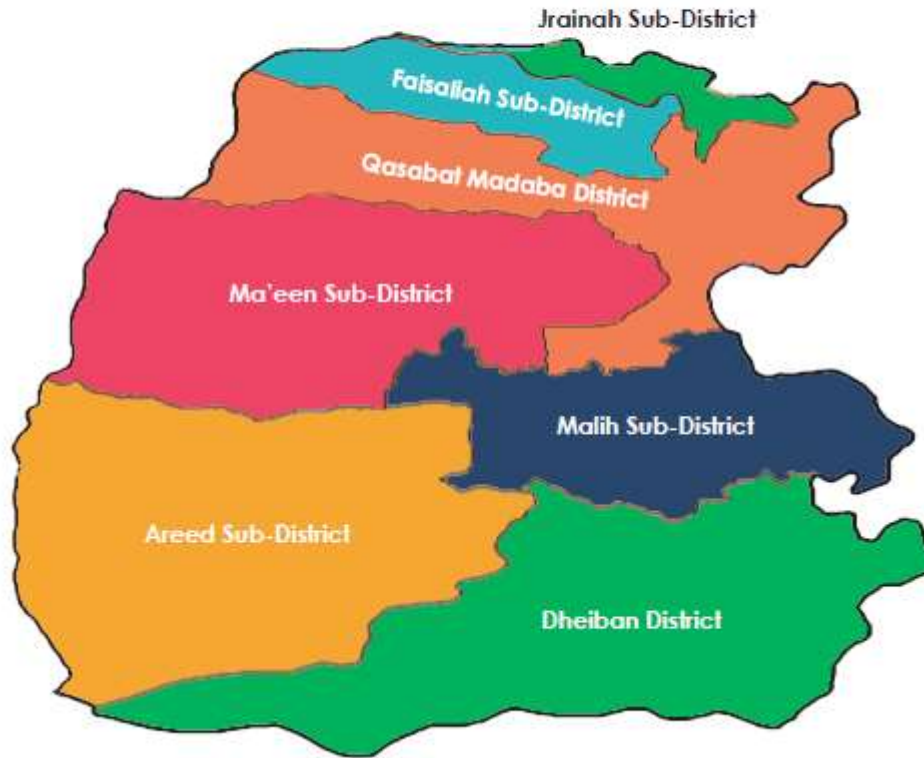 Jrainah Sub-District
Faisaliah Sub-District
Qasabat Madaba District
Ma'een Sub-District
Malih Sub-District
Areed Sub-District
Dheiban District